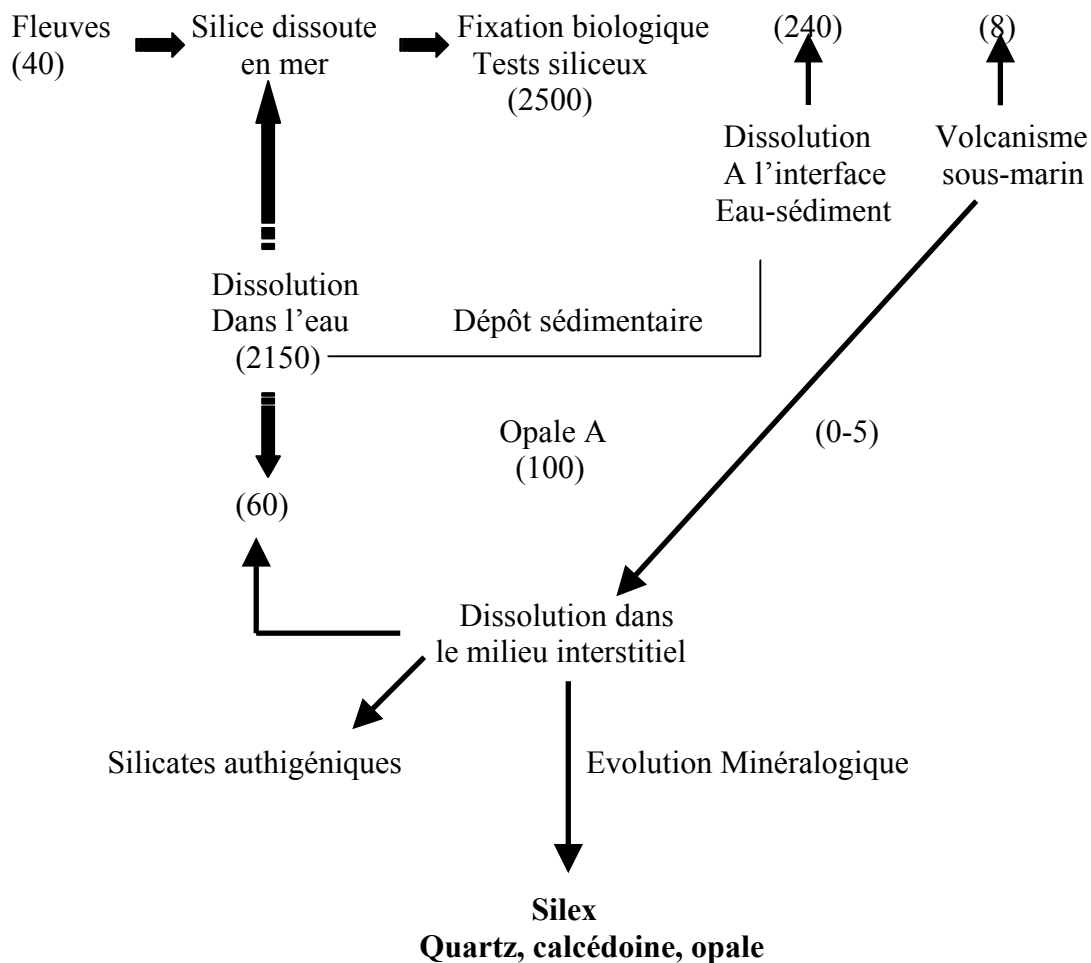 Fleuves
(40)
Silice dissoute
en mer
Fixation biologique
Tests siliceux
(2500)
(240)
(8)
Dissolution
A l’interface
Eau-sédiment
Volcanisme
sous-marin
Dissolution
Dans l’eau
(2150)
Dépôt sédimentaire
Opale A
(100)
(0-5)
(60)
Dissolution dans
le milieu interstitiel
Silicates authigéniques
Evolution Minéralogique
Silex
Quartz, calcédoine, opale